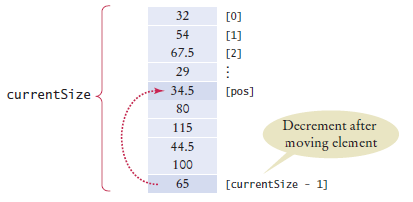 32 [0]
54 [1]
67.5 [2]
29 ⋮
currentSize 34.5 [pos]
80
115
44.5
100
65 [currentSize - 1]
Decrement after
moving element